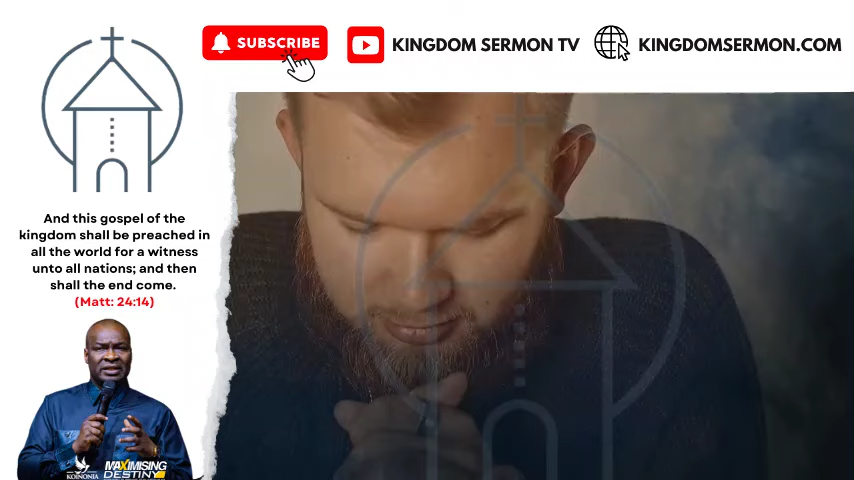 SUBSCRIBE
KINGDOM SERMON TV
KINGDOMSERMON.COM
And this gospel of the
kingdom shall be preached in
all the world for a witness
unto all nations; and then
shall the end come.
(Matt: 24:14)
KOINONIA
MAXIMISING
DESTINY